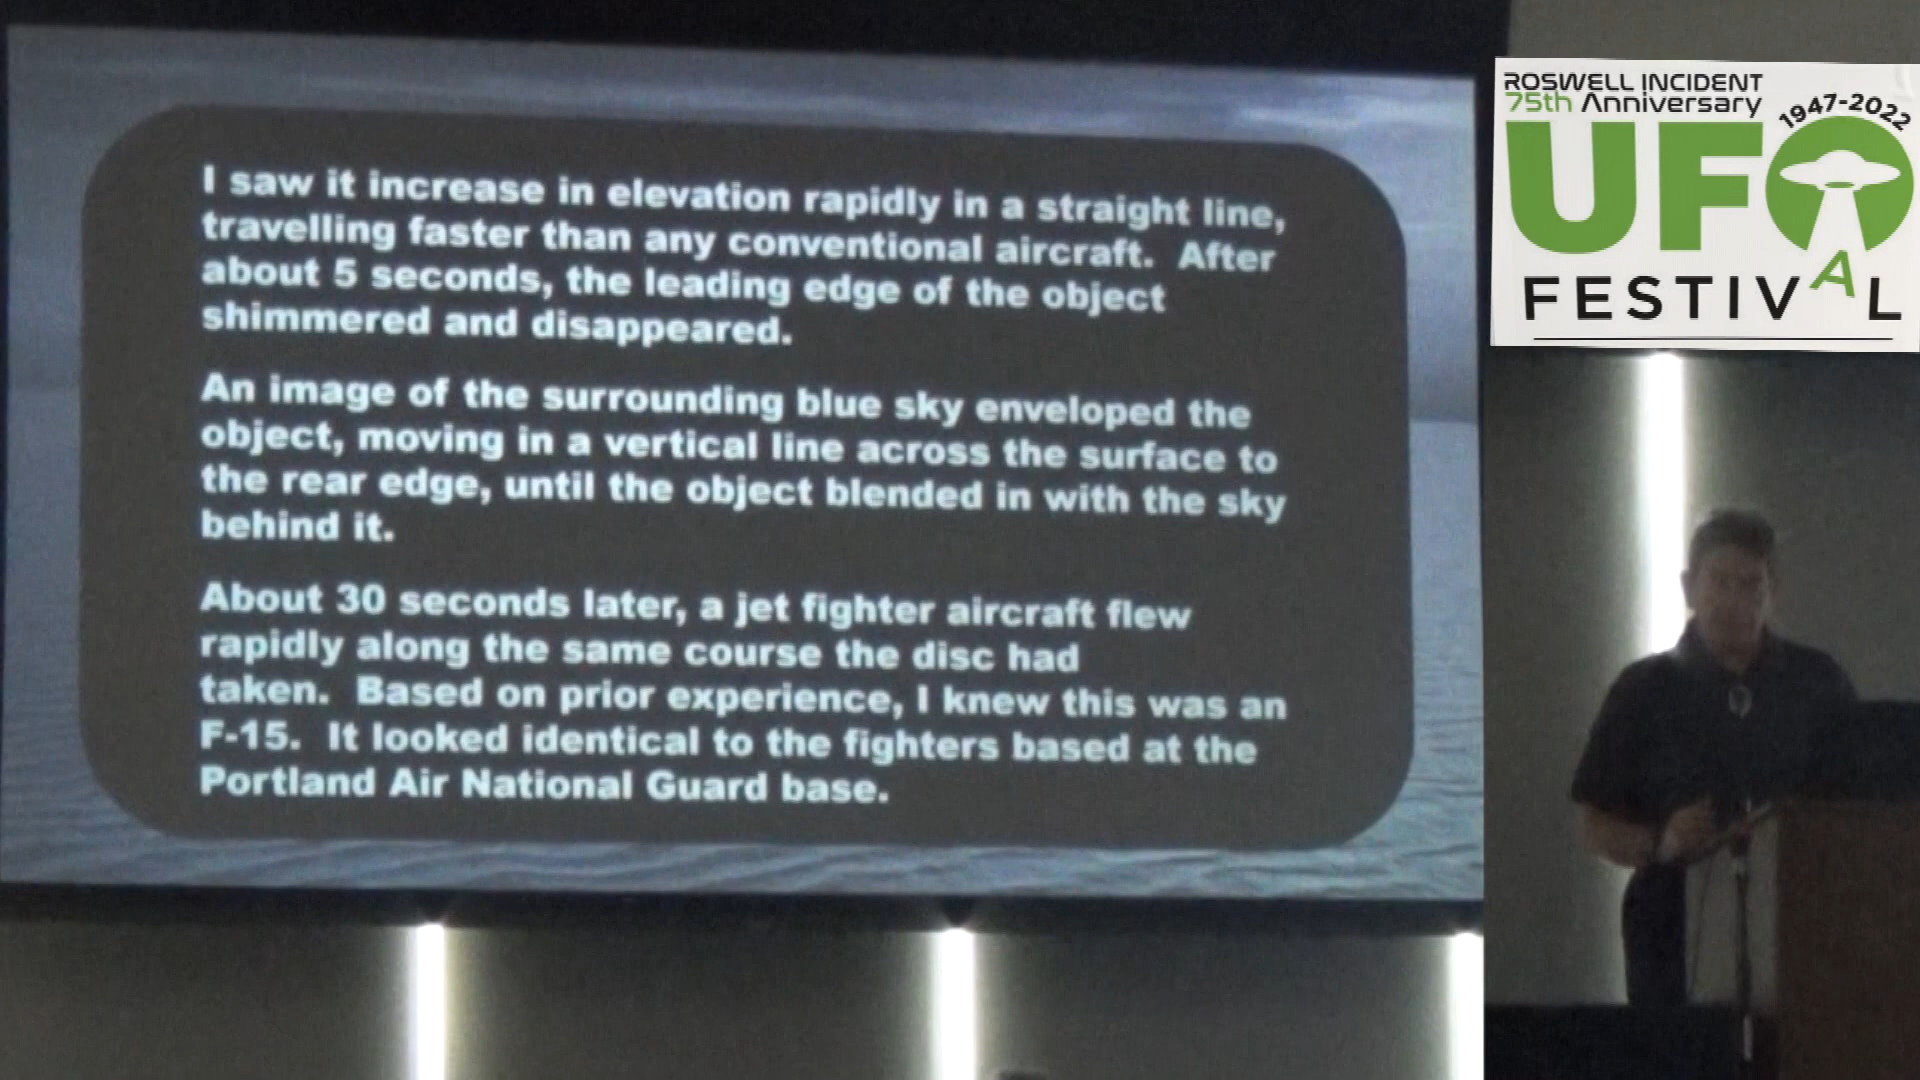 I saw it increase in elevation rapidly in a straight line,
travelling faster than any conventional aircraft. After
about 5 seconds, the leading edge of the object
shimmered and disappeared.
An image of the surrounding blue sky enveloped the
object, moving in a vertical line across the surface to
the rear edge, until the object blended in with the sky
behind it.
About 30 seconds later, a jet fighter aircraft flew
rapidly along the same course the disc had
taken. Based on prior experience, I knew this was an
F-15. It looked identical to the fighters based at the
Portland Air National Guard base.
ROSWELL INCIDENT
75th Anniversary
1947-2022
UFO
FESTIVAL